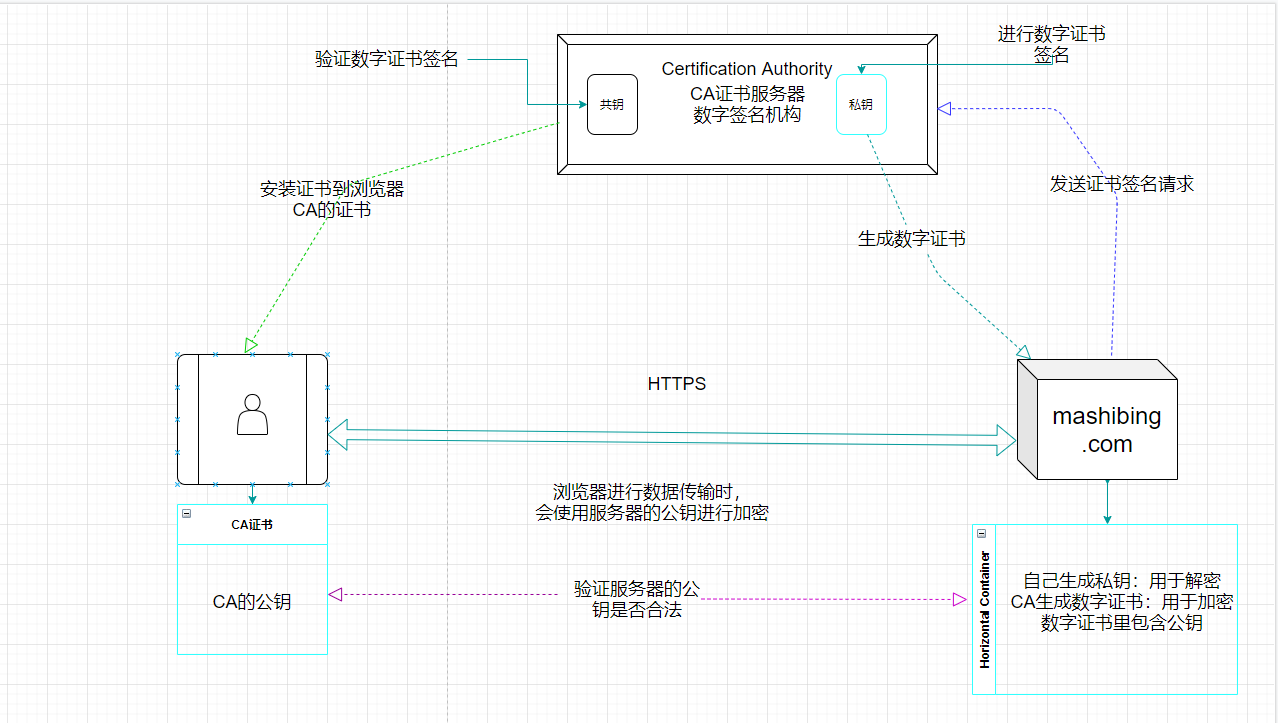 进行数字证书
签名
验证数字证书签名
Certification Authority
CA证书服务器
数字签名机构
共钥
私钥
安装证书到浏览器
CA的证书
发送证书签名请求
生成数字证书
HTTPS
mashibing
.com
浏览器进行数据传输时，
会使用服务器的公钥进行加密
CA证书
CA的公钥
验证服务器的公
钥是否合法
Horizontal Container
自己生成私钥：用于解密
CA生成数字证书：用于加密
数字证书里包含公钥